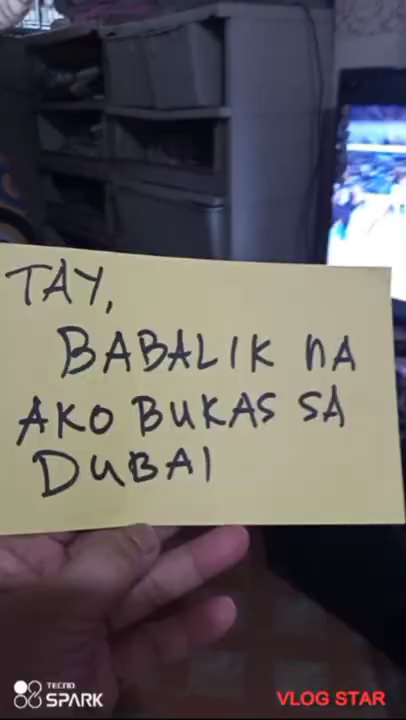 TAY,
BABALIK NA
AKO BUKAS SA
DUBAI
TECNO
SPARK
VLOG STAR